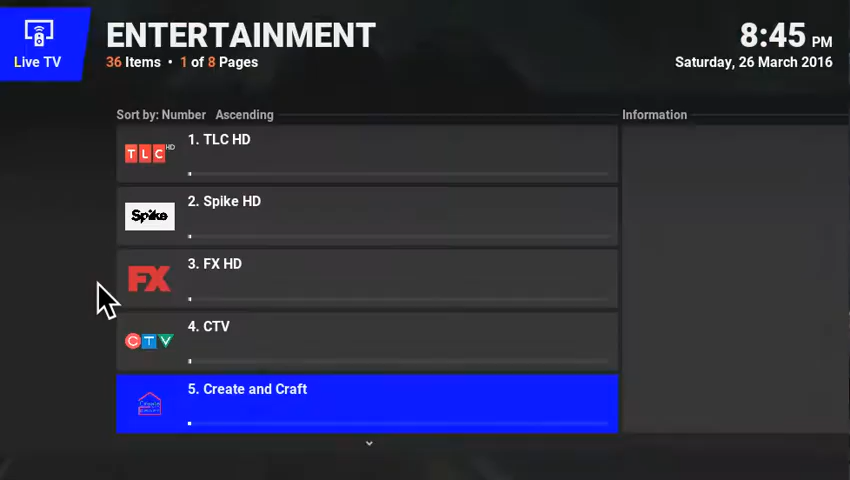 Live TV
ENTERTAINMENT
36 Items • 1 of 8 Pages
8:45 PM
Saturday, 26 March 2016
Sort by: Number Ascending
Information
TLC HD
1. TLC HD
Spike
2. Spike HD
FX
3. FX HD
CTV
4. CTV
5. Create and Craft